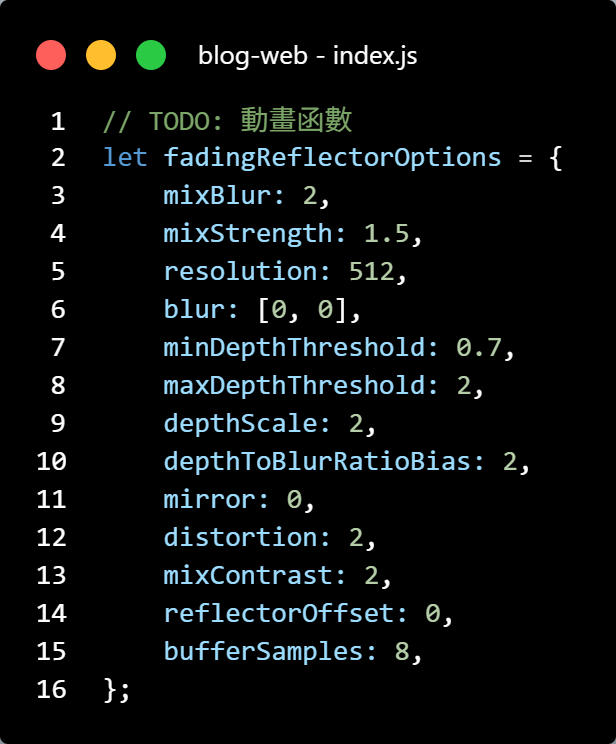 blog-web - index.js
1 // TODO: 動畫函數
2 let fadingReflectorOptions = {
3     mixBlur: 2,
4     mixStrength: 1.5,
5     resolution: 512,
6     blur: [0, 0],
7     minDepthThreshold: 0.7,
8     maxDepthThreshold: 2,
9     depthScale: 2,
10     depthToBlurRatioBias: 2,
11     mirror: 0,
12     distortion: 2,
13     mixContrast: 2,
14     reflectorOffset: 0,
15     bufferSamples: 8,
16 };